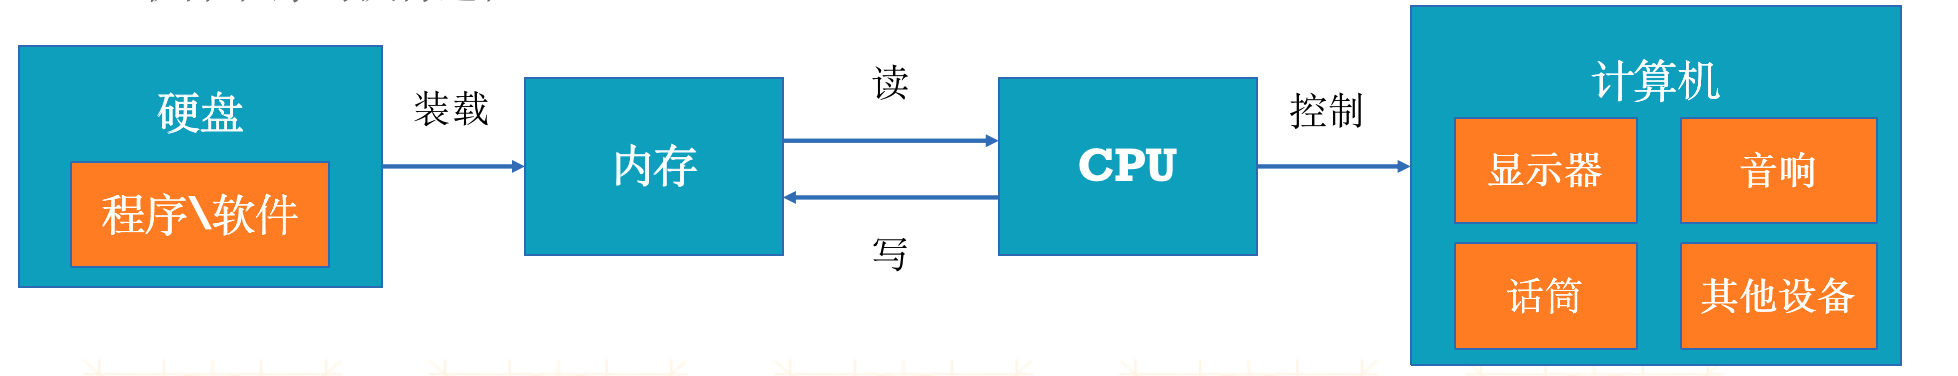 硬盘
程序\软件
装载
内存
读
写
CPU
控制
计算机
显示器
音响
话筒
其他设备